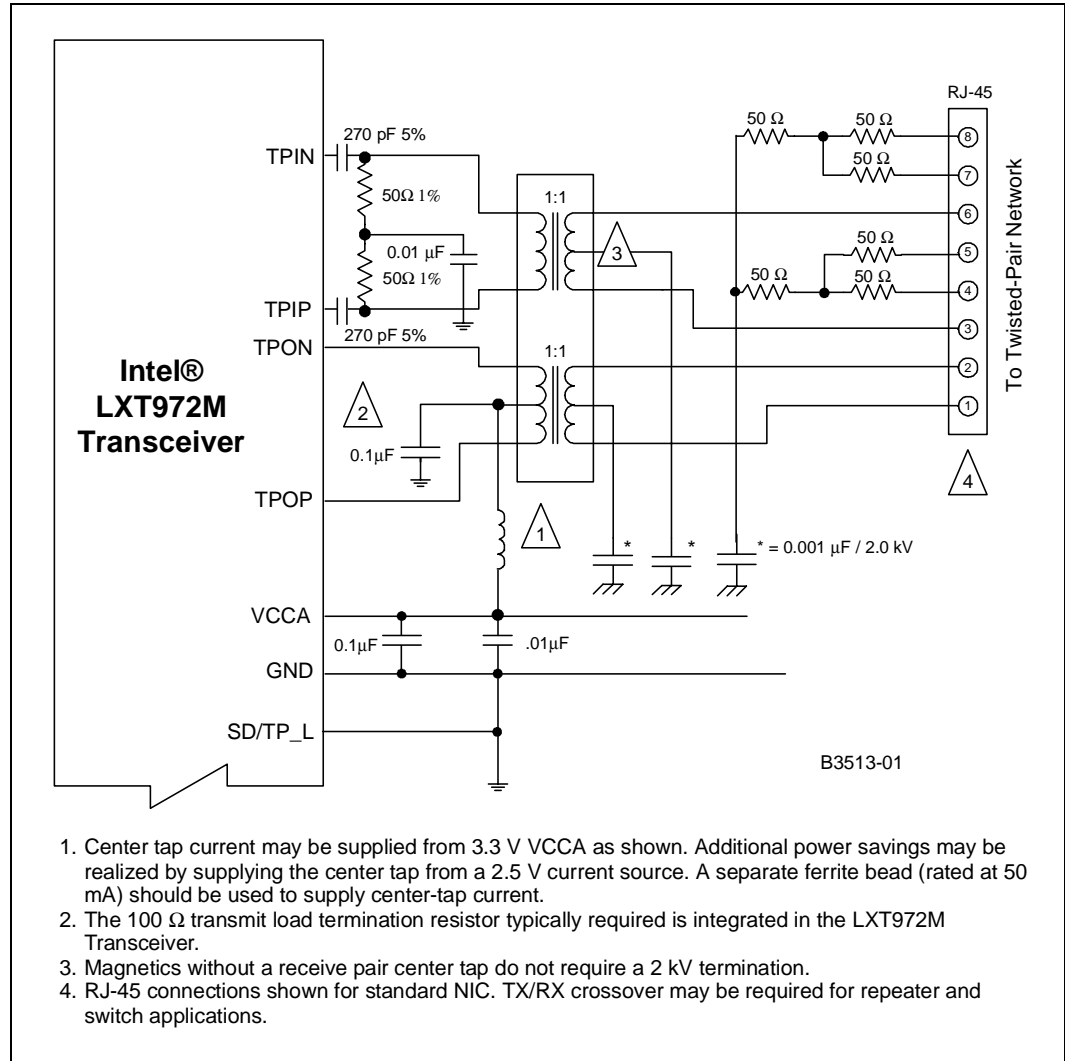 RJ-45
50 Ω
50 Ω
8
270 pF 5%
TPIN
50 Ω
7
50Ω 1%
1:1
6
0.01 μF
3
50 Ω
5
50Ω 1%
50 Ω
50 Ω
4
TPIP
270 pF 5%
3
TPON
1:1
2
Intel®
LXT972M
Transceiver
2
1
To Twisted-Pair Network
0.1μF
4
TPOP
1
*
*
* = 0.001 μF / 2.0 kV
VCCA
0.1μF
.01μF
GND
SD/TP_L
B3513-01
1. Center tap current may be supplied from 3.3 V VCCA as shown. Additional power savings may be
realized by supplying the center tap from a 2.5 V current source. A separate ferrite bead (rated at 50
mA) should be used to supply center-tap current.
2. The 100 Ω transmit load termination resistor typically required is integrated in the LXT972M
Transceiver.
3. Magnetics without a receive pair center tap do not require a 2 kV termination.
4. RJ-45 connections shown for standard NIC. TX/RX crossover may be required for repeater and
switch applications.